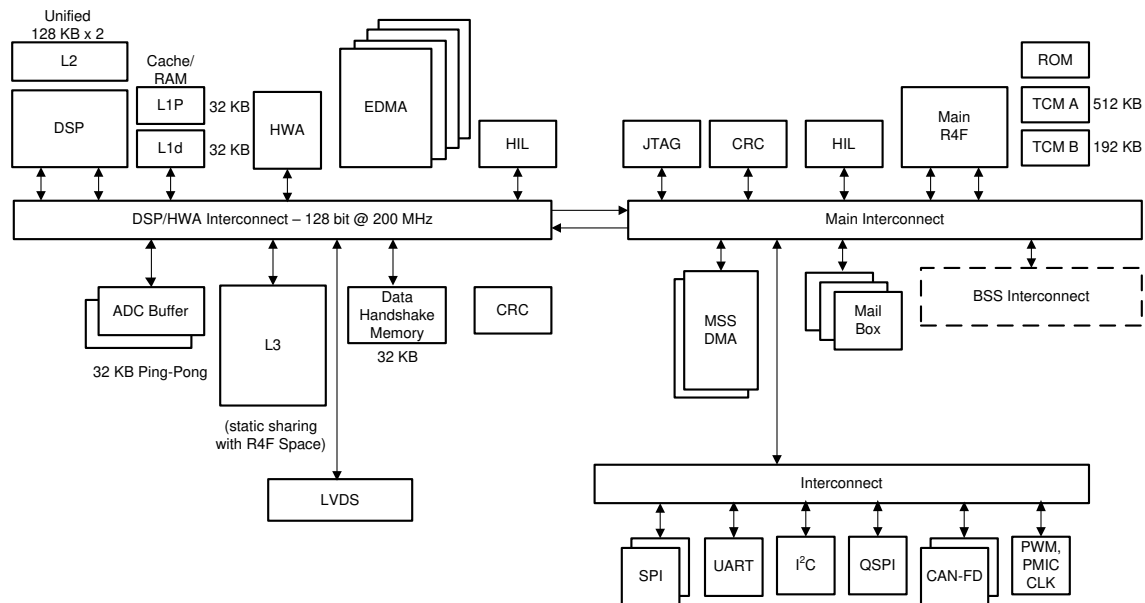 Unified
128 KB x 2
L2
Cache/
RAM
DSP
L1P
32 KB
L1d
32 KB
HWA
EDMA
HIL
JTAG
CRC
HIL
Main
R4F
ROM
TCM A
512 KB
TCM B
192 KB
DSP/HWA Interconnect – 128 bit @ 200 MHz
Main Interconnect
ADC Buffer
32 KB Ping-Pong
L3
(static sharing
with R4F Space)
Data
Handshake
Memory
32 KB
CRC
LVDS
MSS
DMA
Mail
Box
BSS Interconnect
Interconnect
SPI
UART
I²C
QSPI
CAN-FD
PWM,
PMIC
CLK